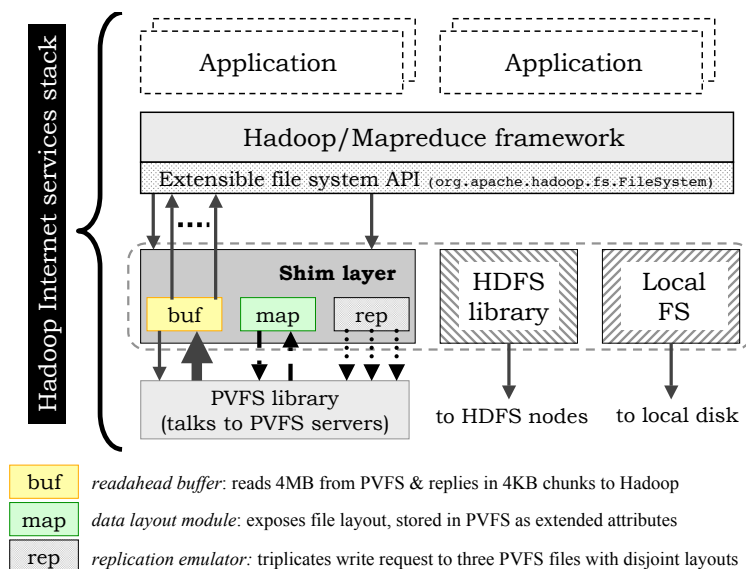 Hadoop Internet services stack
Application
Application
Hadoop/Mapreduce framework
Extensible file system API (org.apache.hadoop.fs.FileSystem)
Shim layer
buf
map
rep
HDFS
library
Local
FS
PVFS library
(talks to PVFS servers)
to HDFS nodes
to local disk
buf readahead buffer: reads 4MB from PVFS & replies in 4KB chunks to Hadoop
map data layout module: exposes file layout, stored in PVFS as extended attributes
rep replication emulator: triplicates write request to three PVFS files with disjoint layouts